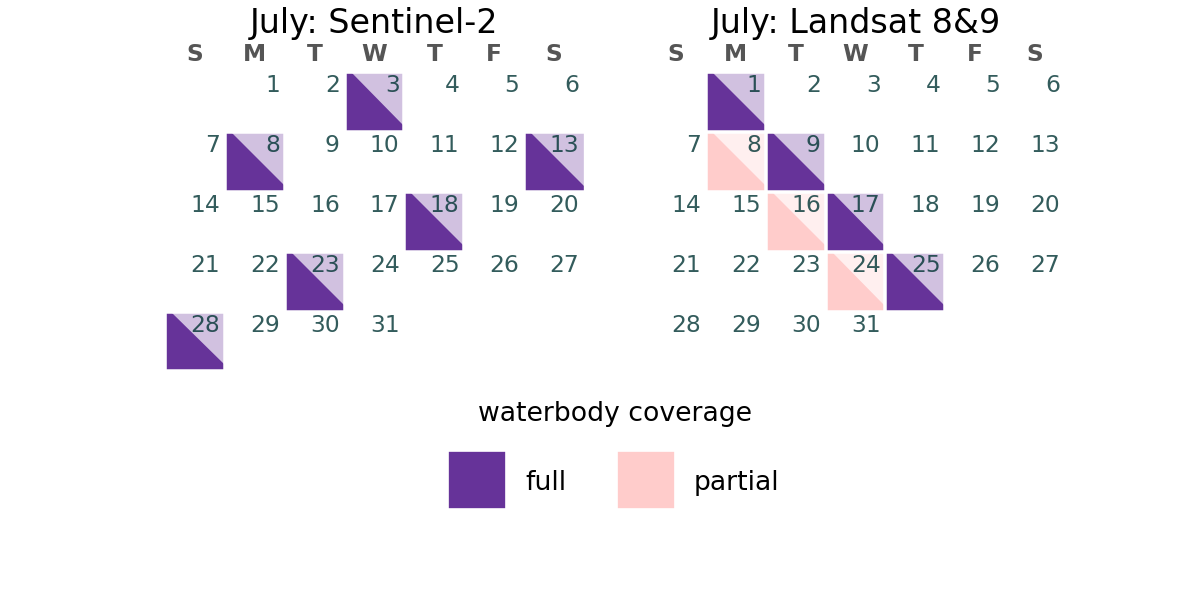 July: Sentinel-2
S M T W T F S
1 2 3 4 5 6
7 8 9 10 11 12 13
14 15 16 17 18 19 20
21 22 23 24 25 26 27
28 29 30 31
July: Landsat 8&9
S M T W T F S
1 2 3 4 5 6
7 8 9 10 11 12 13
14 15 16 17 18 19 20
21 22 23 24 25 26 27
28 29 30 31
waterbody coverage
full
partial